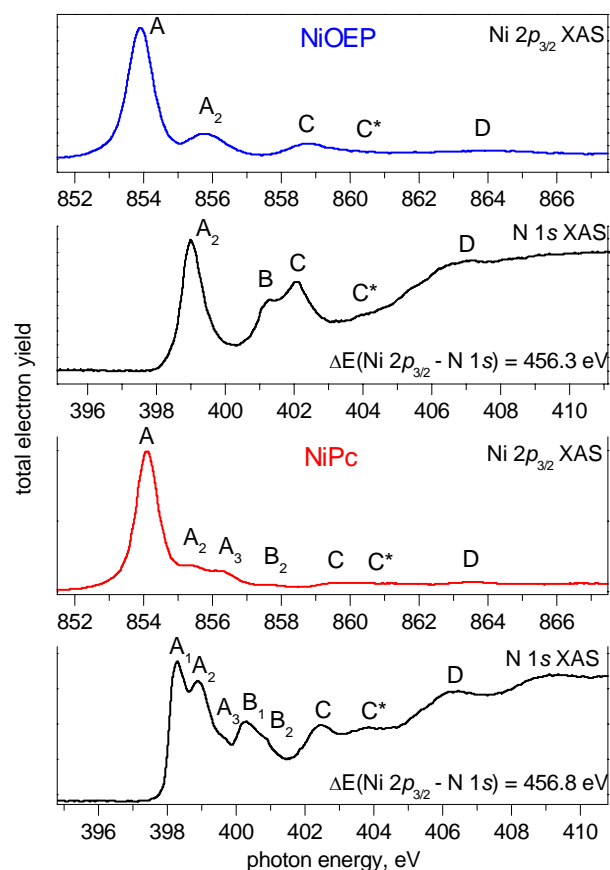 A NiOEP Ni 2p3/2 XAS
A2 C C* D
852 854 856 858 860 862 864 866
A2 N 1s XAS
B C C* D
ΔE(Ni 2p3/2 - N 1s) = 456.3 eV
396 398 400 402 404 406 408 410
total electron yield
A NiPc Ni 2p3/2 XAS
A2 A3 B2 C C* D
852 854 856 858 860 862 864 866
A1 A2 N 1s XAS
A3 B1 B2 C C* D
ΔE(Ni 2p3/2 - N 1s) = 456.8 eV
396 398 400 402 404 406 408 410
photon energy, eV